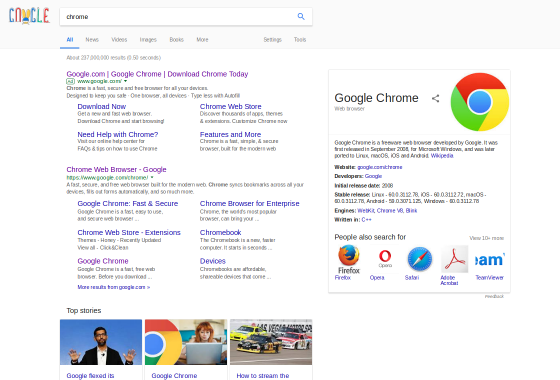 GOOGLE
chrome
All News Videos Images Books More Settings Tools
About 237,000,000 results (0.50 seconds)
Google.com | Google Chrome | Download Chrome Today
Ad www.google.com/
Chrome is a fast, secure and free browser for all your devices.
Designed to keep you safe · One browser, all devices · Type less with Autofill
Download Now
Get a new and fast web browser.
Download Chrome and start browsing!
Chrome Web Store
Discover thousands of apps, themes
& extensions. Customize Chrome now
Need Help with Chrome?
Visit our online help center for
FAQs & tips on how to use Chrome
Features and More
Chrome is a fast, simple, & secure
browser, built for the modern web
Chrome Web Browser - Google
https://www.google.com/chrome/
A fast, secure, and free web browser built for the modern web. Chrome syncs bookmarks across all your
devices, fills out forms automatically, and so much more.
Google Chrome: Fast & Secure
Google Chrome is a fast, easy to use,
and secure web browser ...
Chrome Browser for Enterprise
Chrome, the world's most popular
browser, can bring your ...
Chrome Web Store - Extensions
Themes - Honey - Recently Updated
View all - Click&Clean
Chromebook
The Chromebook is a new, faster
computer. It starts in seconds ...
Google Chrome
Google Chrome is a fast, free web
browser. Before you download ...
Devices
Chromebooks are affordable,
shareable devices that come ...
More results from google.com »
Top stories
LAS VEGAS MOTOR SP
Google flexed its
Google Chrome
How to stream the
Google Chrome
Web browser
Google Chrome is a freeware web browser developed by Google. It was
first released in September 2008, for Microsoft Windows, and was later
ported to Linux, macOS, iOS and Android. Wikipedia
Website: google.com/chrome
Developers: Google
Initial release date: 2008
Stable release: Linux - 60.0.3112.78, iOS - 60.0.3112.72, macOS -
60.0.3112.78, Android - 59.0.3071.125, Windows - 60.0.3112.78
Engines: WebKit, Chrome V8, Blink
Written in: C++
People also search for
View 10+ more
Firefox
Opera
eam
Firefox
Opera
Safari
Adobe
Acrobat
TeamViewer
Feedback